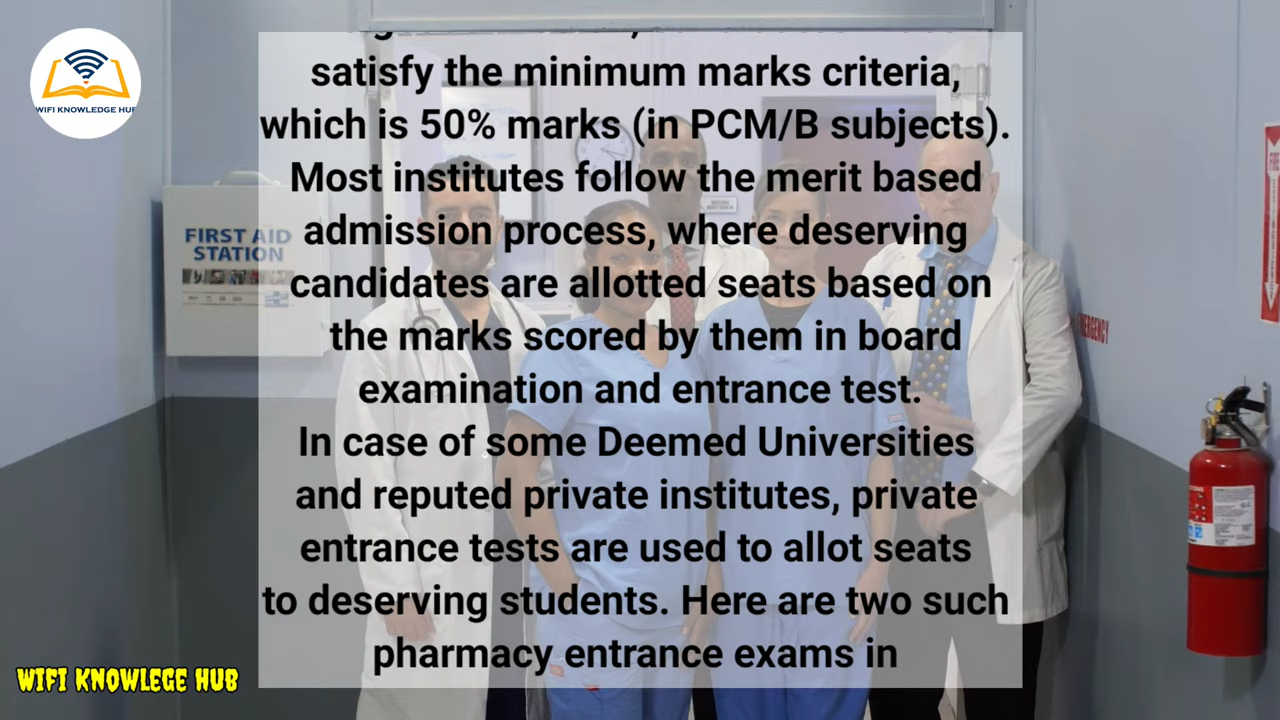 WIFI KNOWLEDGE HUB
satisfy the minimum marks criteria,
which is 50% marks (in PCM/B subjects).
Most institutes follow the merit based
admission process, where deserving
candidates are allotted seats based on
the marks scored by them in board
examination and entrance test.
In case of some Deemed Universities
and reputed private institutes, private
entrance tests are used to allot seats
to deserving students. Here are two such
pharmacy entrance exams in
FIRST AID
STATION
EMERGENCY
WIFI KNOWLEGE HUB